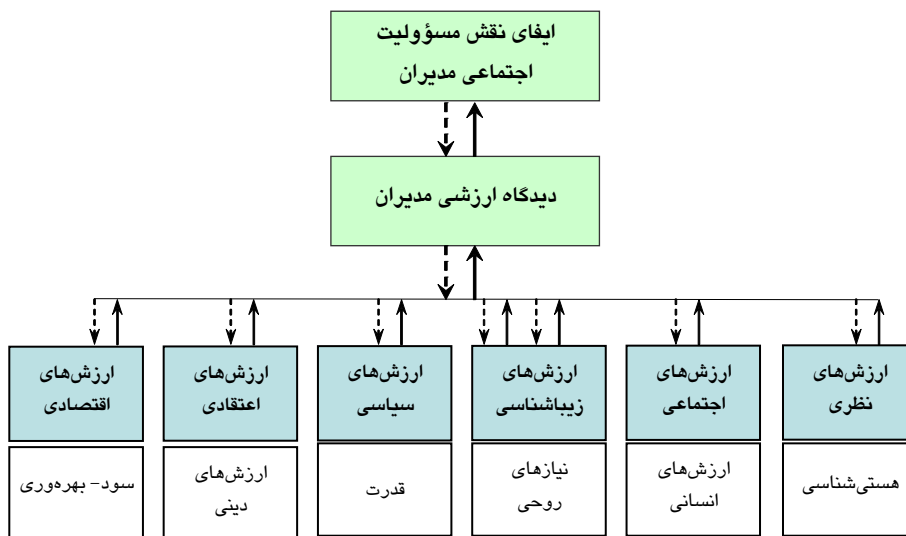 ایفای نقش مسؤولیت
اجتماعی مدیران
دیدگاه ارزشی مدیران
ارزش‌های
نظری
ارزش‌های
اجتماعی
ارزش‌های
زیباشناسی
ارزش‌های
سیاسی
ارزش‌های
اعتقادی
ارزش‌های
اقتصادی
هستی‌شناسی
ارزش‌های
انسانی
نیازهای
روحی
قدرت
ارزش‌های
دینی
سود- بهره‌وری